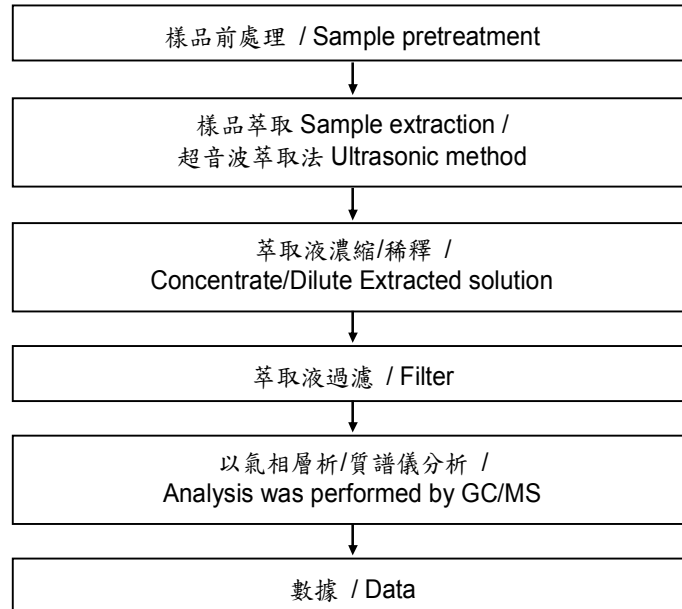 樣品前處理 / Sample pretreatment
樣品萃取 Sample extraction /
超音波萃取法 Ultrasonic method
萃取液濃縮/稀釋 /
Concentrate/Dilute Extracted solution
萃取液過濾 / Filter
以氣相層析/質譜儀分析 /
Analysis was performed by GC/MS
數據 / Data